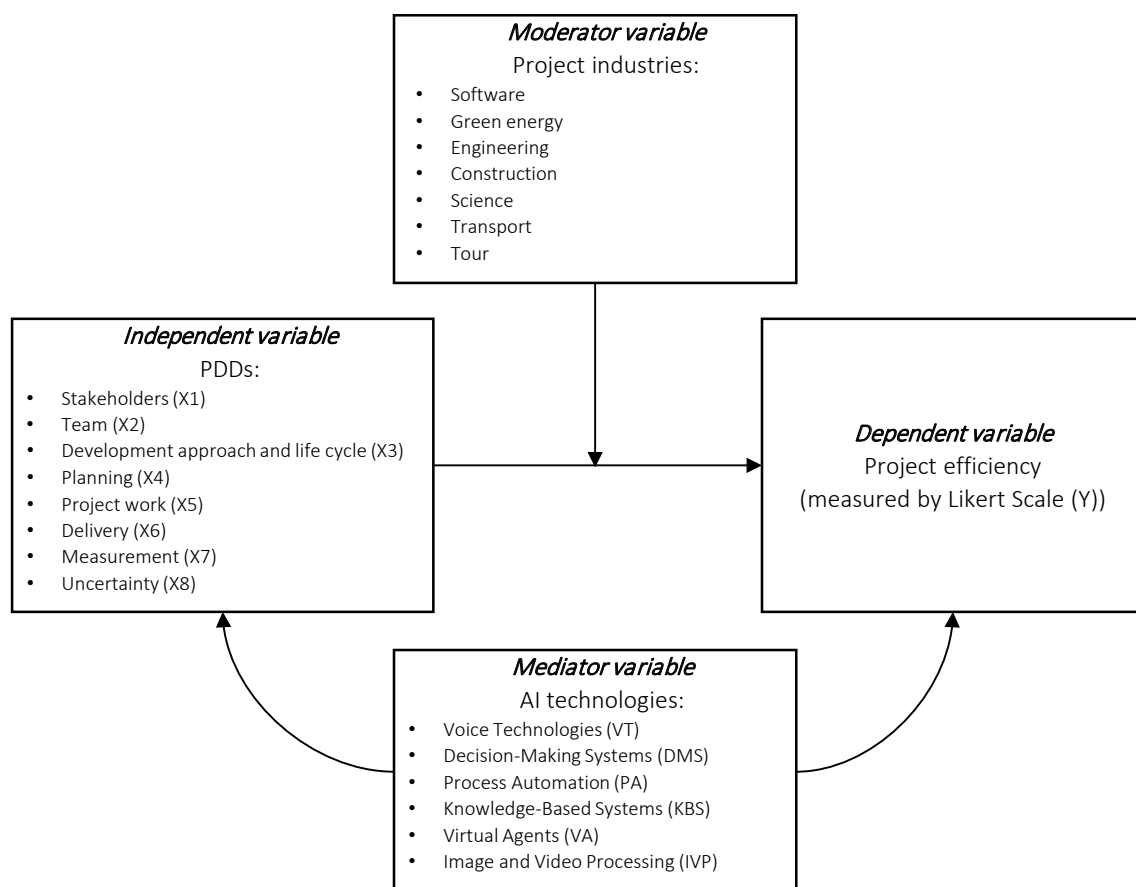 Moderator variable
Project industries:
• Software
• Green energy
• Engineering
• Construction
• Science
• Transport
• Tour
Independent variable
PDDs:
• Stakeholders (X1)
• Team (X2)
• Development approach and life cycle (X3)
• Planning (X4)
• Project work (X5)
• Delivery (X6)
• Measurement (X7)
• Uncertainty (X8)
Dependent variable
Project efficiency
(measured by Likert Scale (Y))
Mediator variable
AI technologies:
• Voice Technologies (VT)
• Decision-Making Systems (DMS)
• Process Automation (PA)
• Knowledge-Based Systems (KBS)
• Virtual Agents (VA)
• Image and Video Processing (IVP)